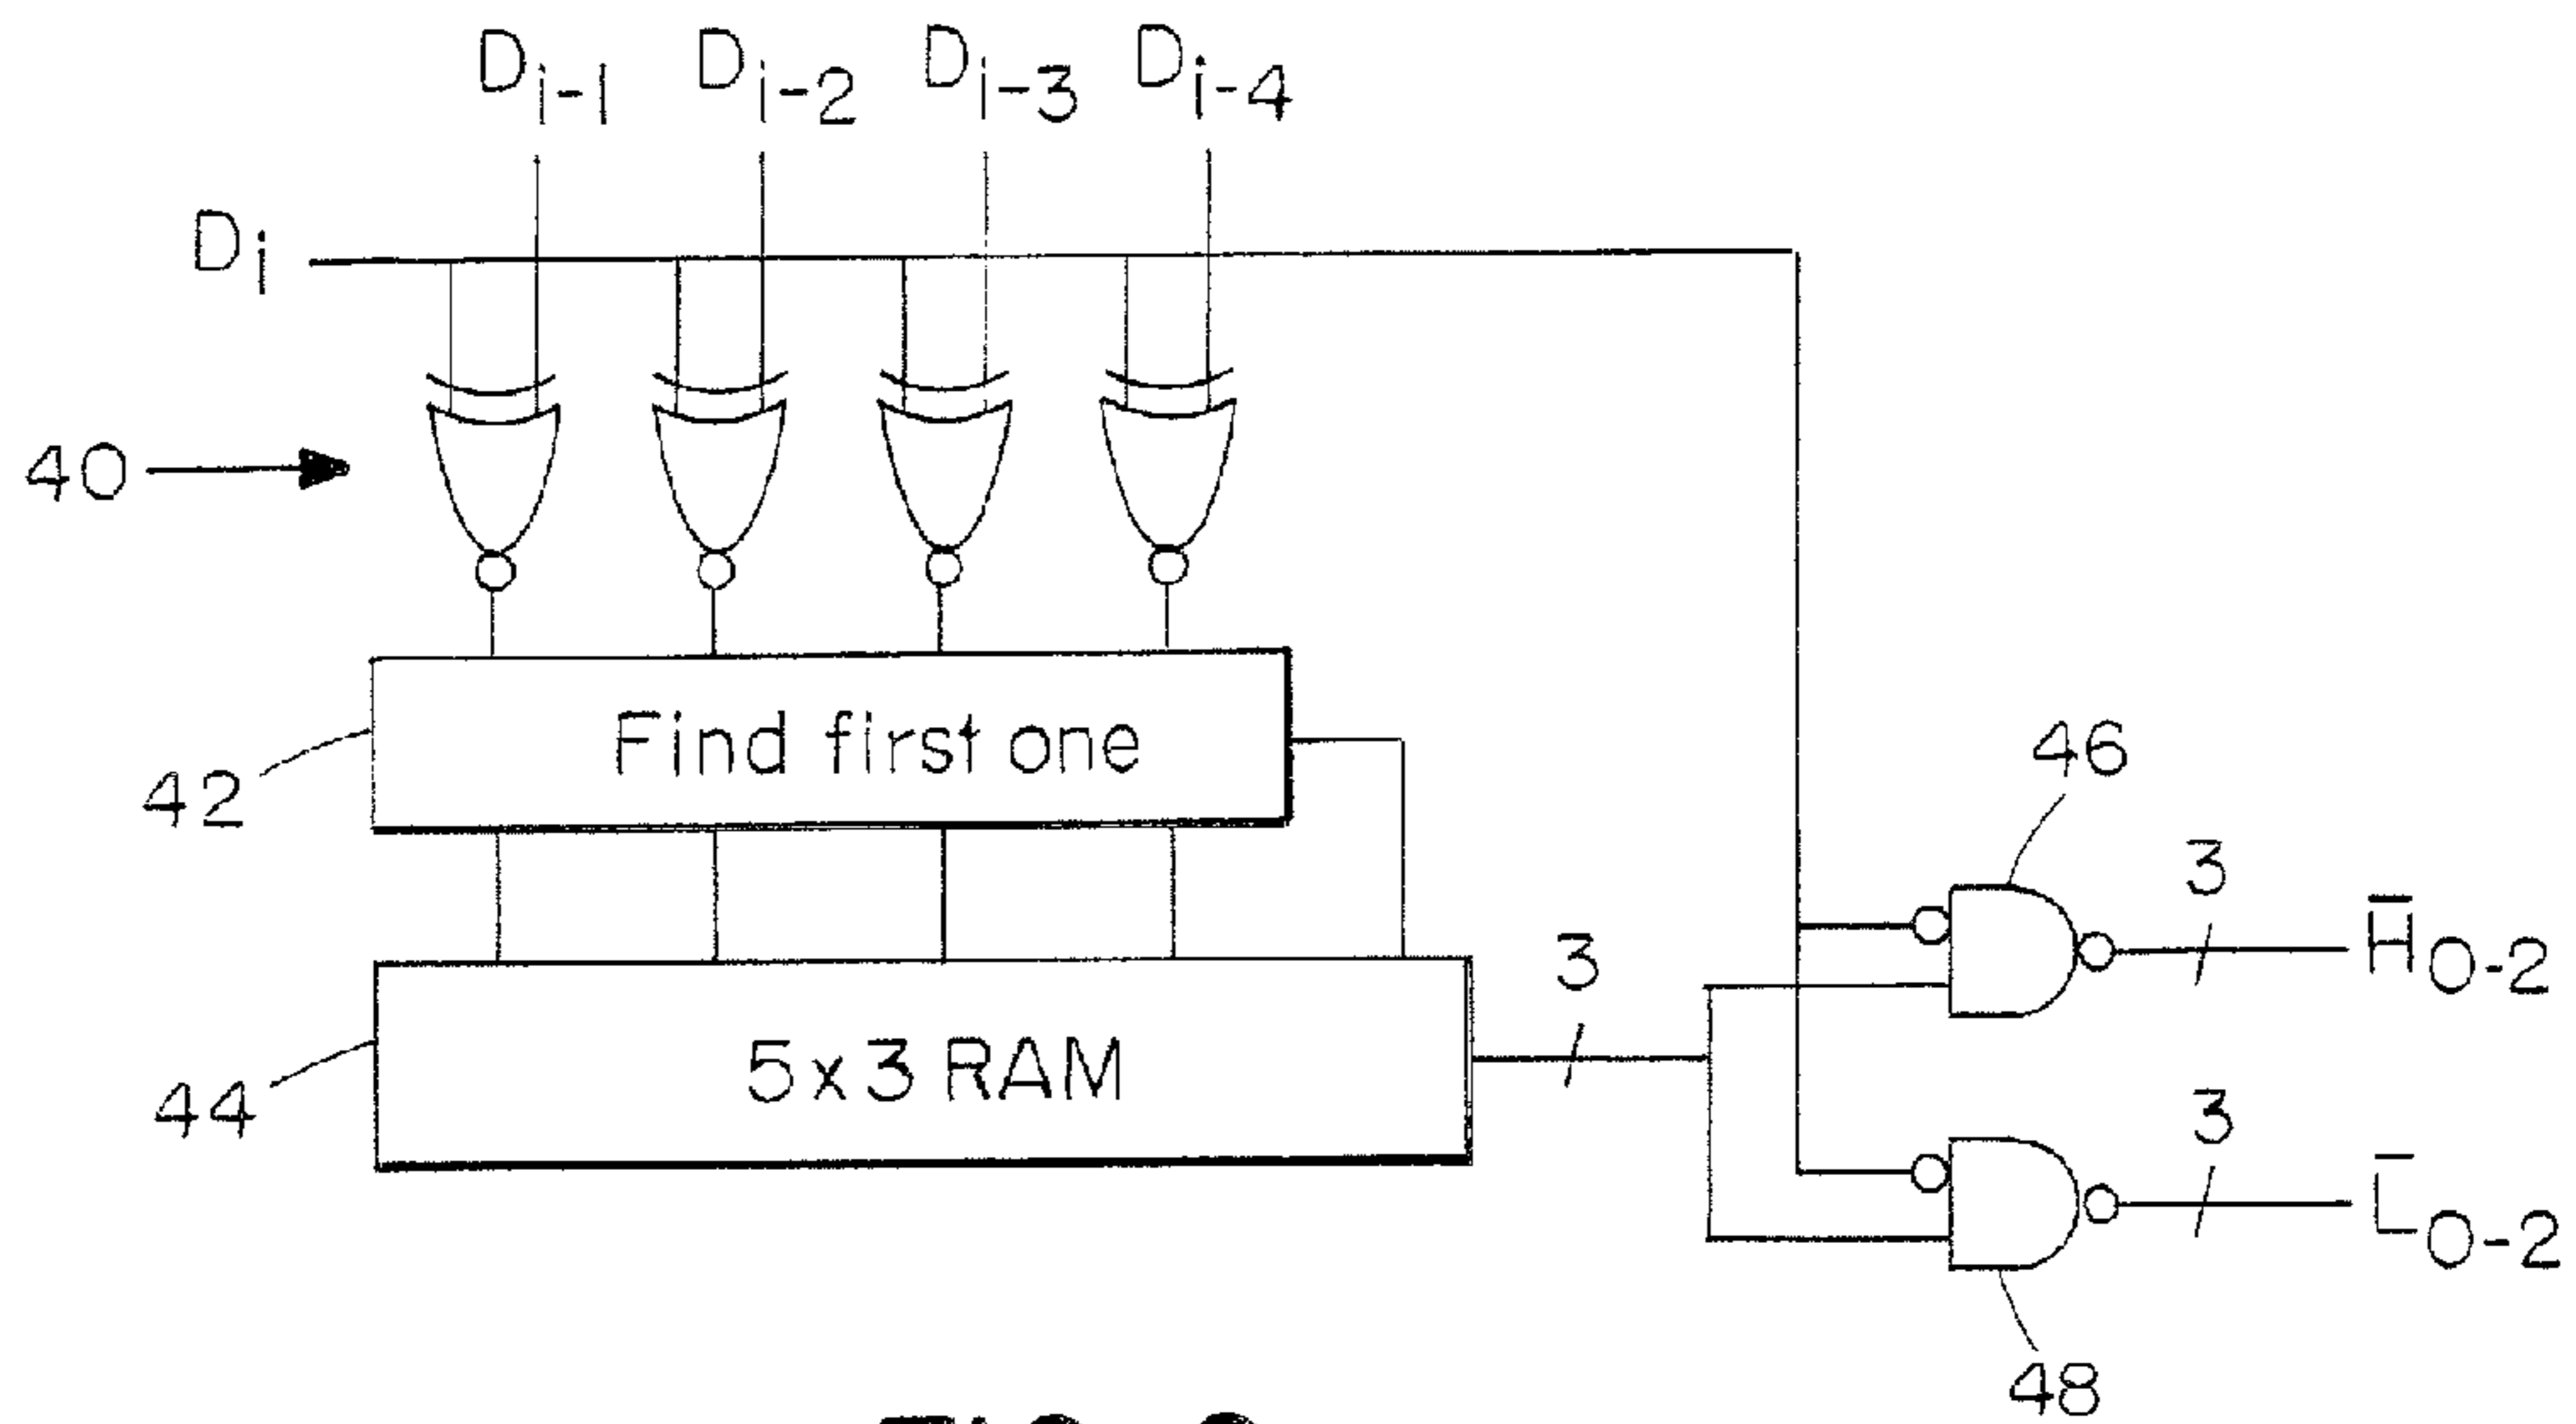 Di-1 Di-2 Di-3 Di-4
Di
40
42
Find first one
46
3
H̅0-2
44
5x3 RAM
3
3
L̅0-2
48